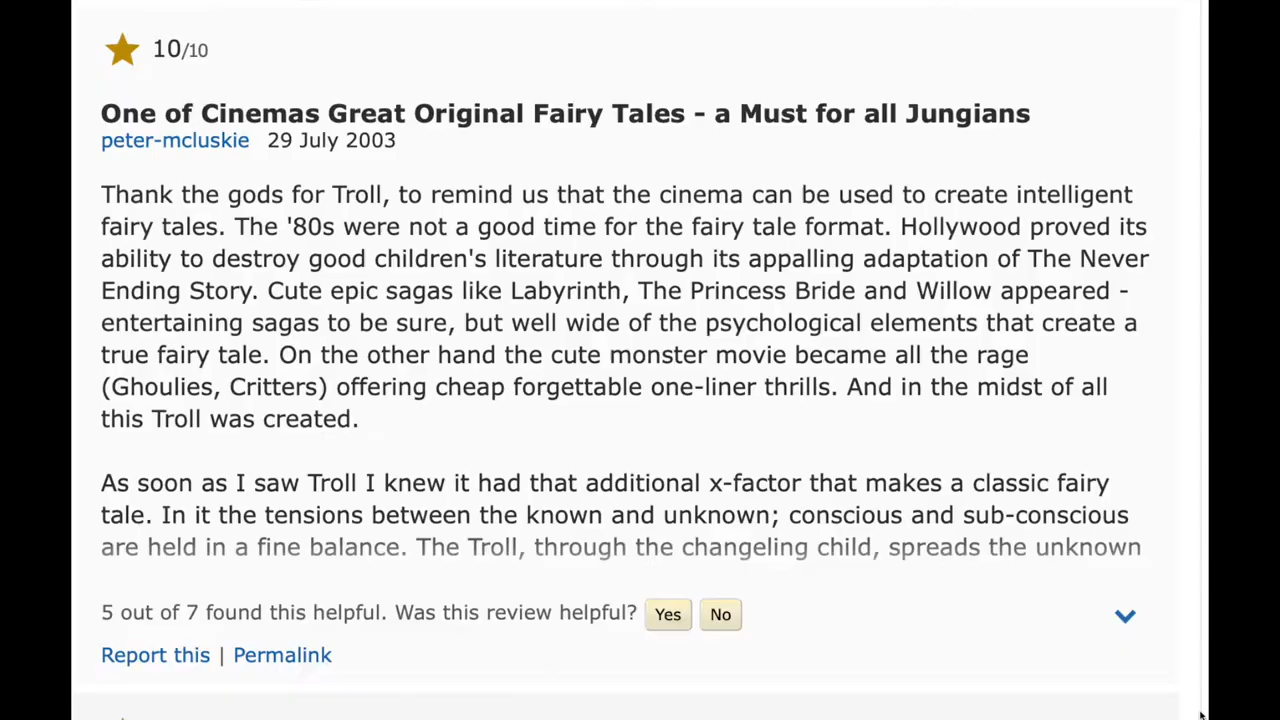 10/10
One of Cinemas Great Original Fairy Tales - a Must for all Jungians
peter-mcluskie 29 July 2003
Thank the gods for Troll, to remind us that the cinema can be used to create intelligent
fairy tales. The '80s were not a good time for the fairy tale format. Hollywood proved its
ability to destroy good children's literature through its appalling adaptation of The Never
Ending Story. Cute epic sagas like Labyrinth, The Princess Bride and Willow appeared -
entertaining sagas to be sure, but well wide of the psychological elements that create a
true fairy tale. On the other hand the cute monster movie became all the rage
(Ghoulies, Critters) offering cheap forgettable one-liner thrills. And in the midst of all
this Troll was created.
As soon as I saw Troll I knew it had that additional x-factor that makes a classic fairy
tale. In it the tensions between the known and unknown; conscious and sub-conscious
are held in a fine balance. The Troll, through the changeling child, spreads the unknown
5 out of 7 found this helpful. Was this review helpful? Yes No
Report this | Permalink